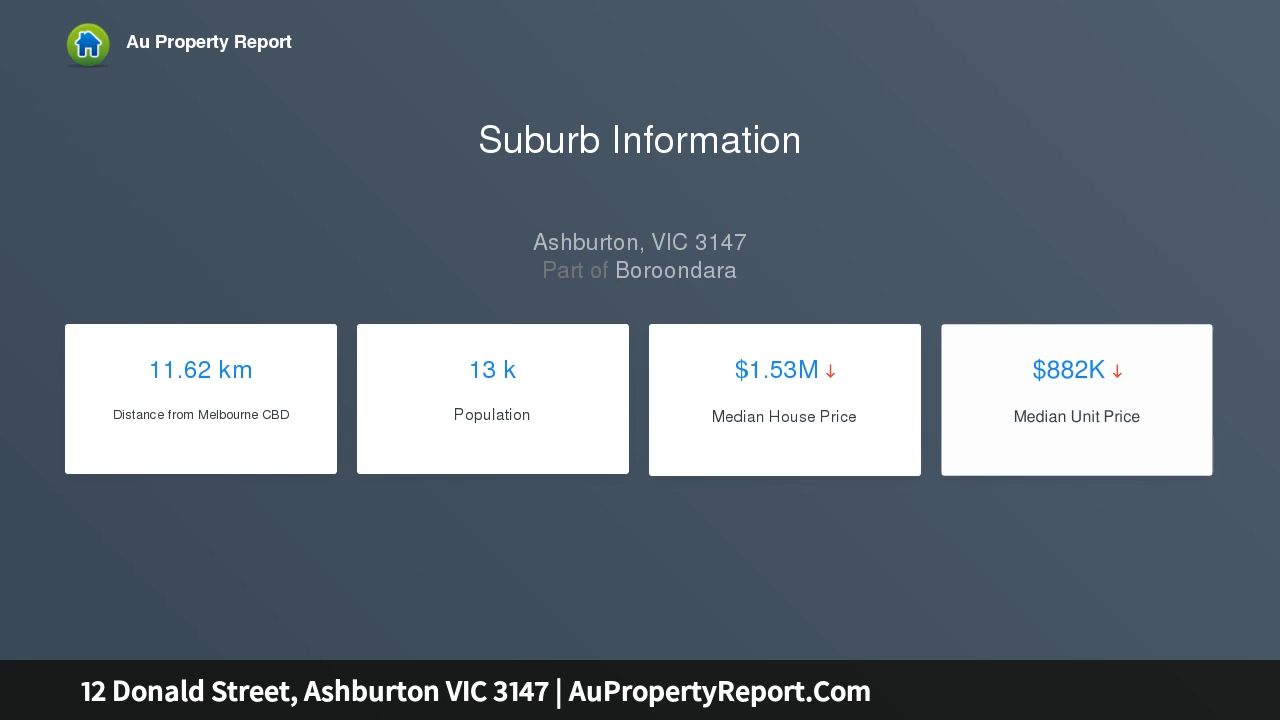 Au Property Report
Suburb Information
Ashburton, VIC 3147
Part of Boroondara
11.62 km
Distance from Melbourne CBD
13 k
Population
$1.53M ↓
Median House Price
$882K ↓
Median Unit Price
12 Donald Street, Ashburton VIC 3147 | AuPropertyReport.Com